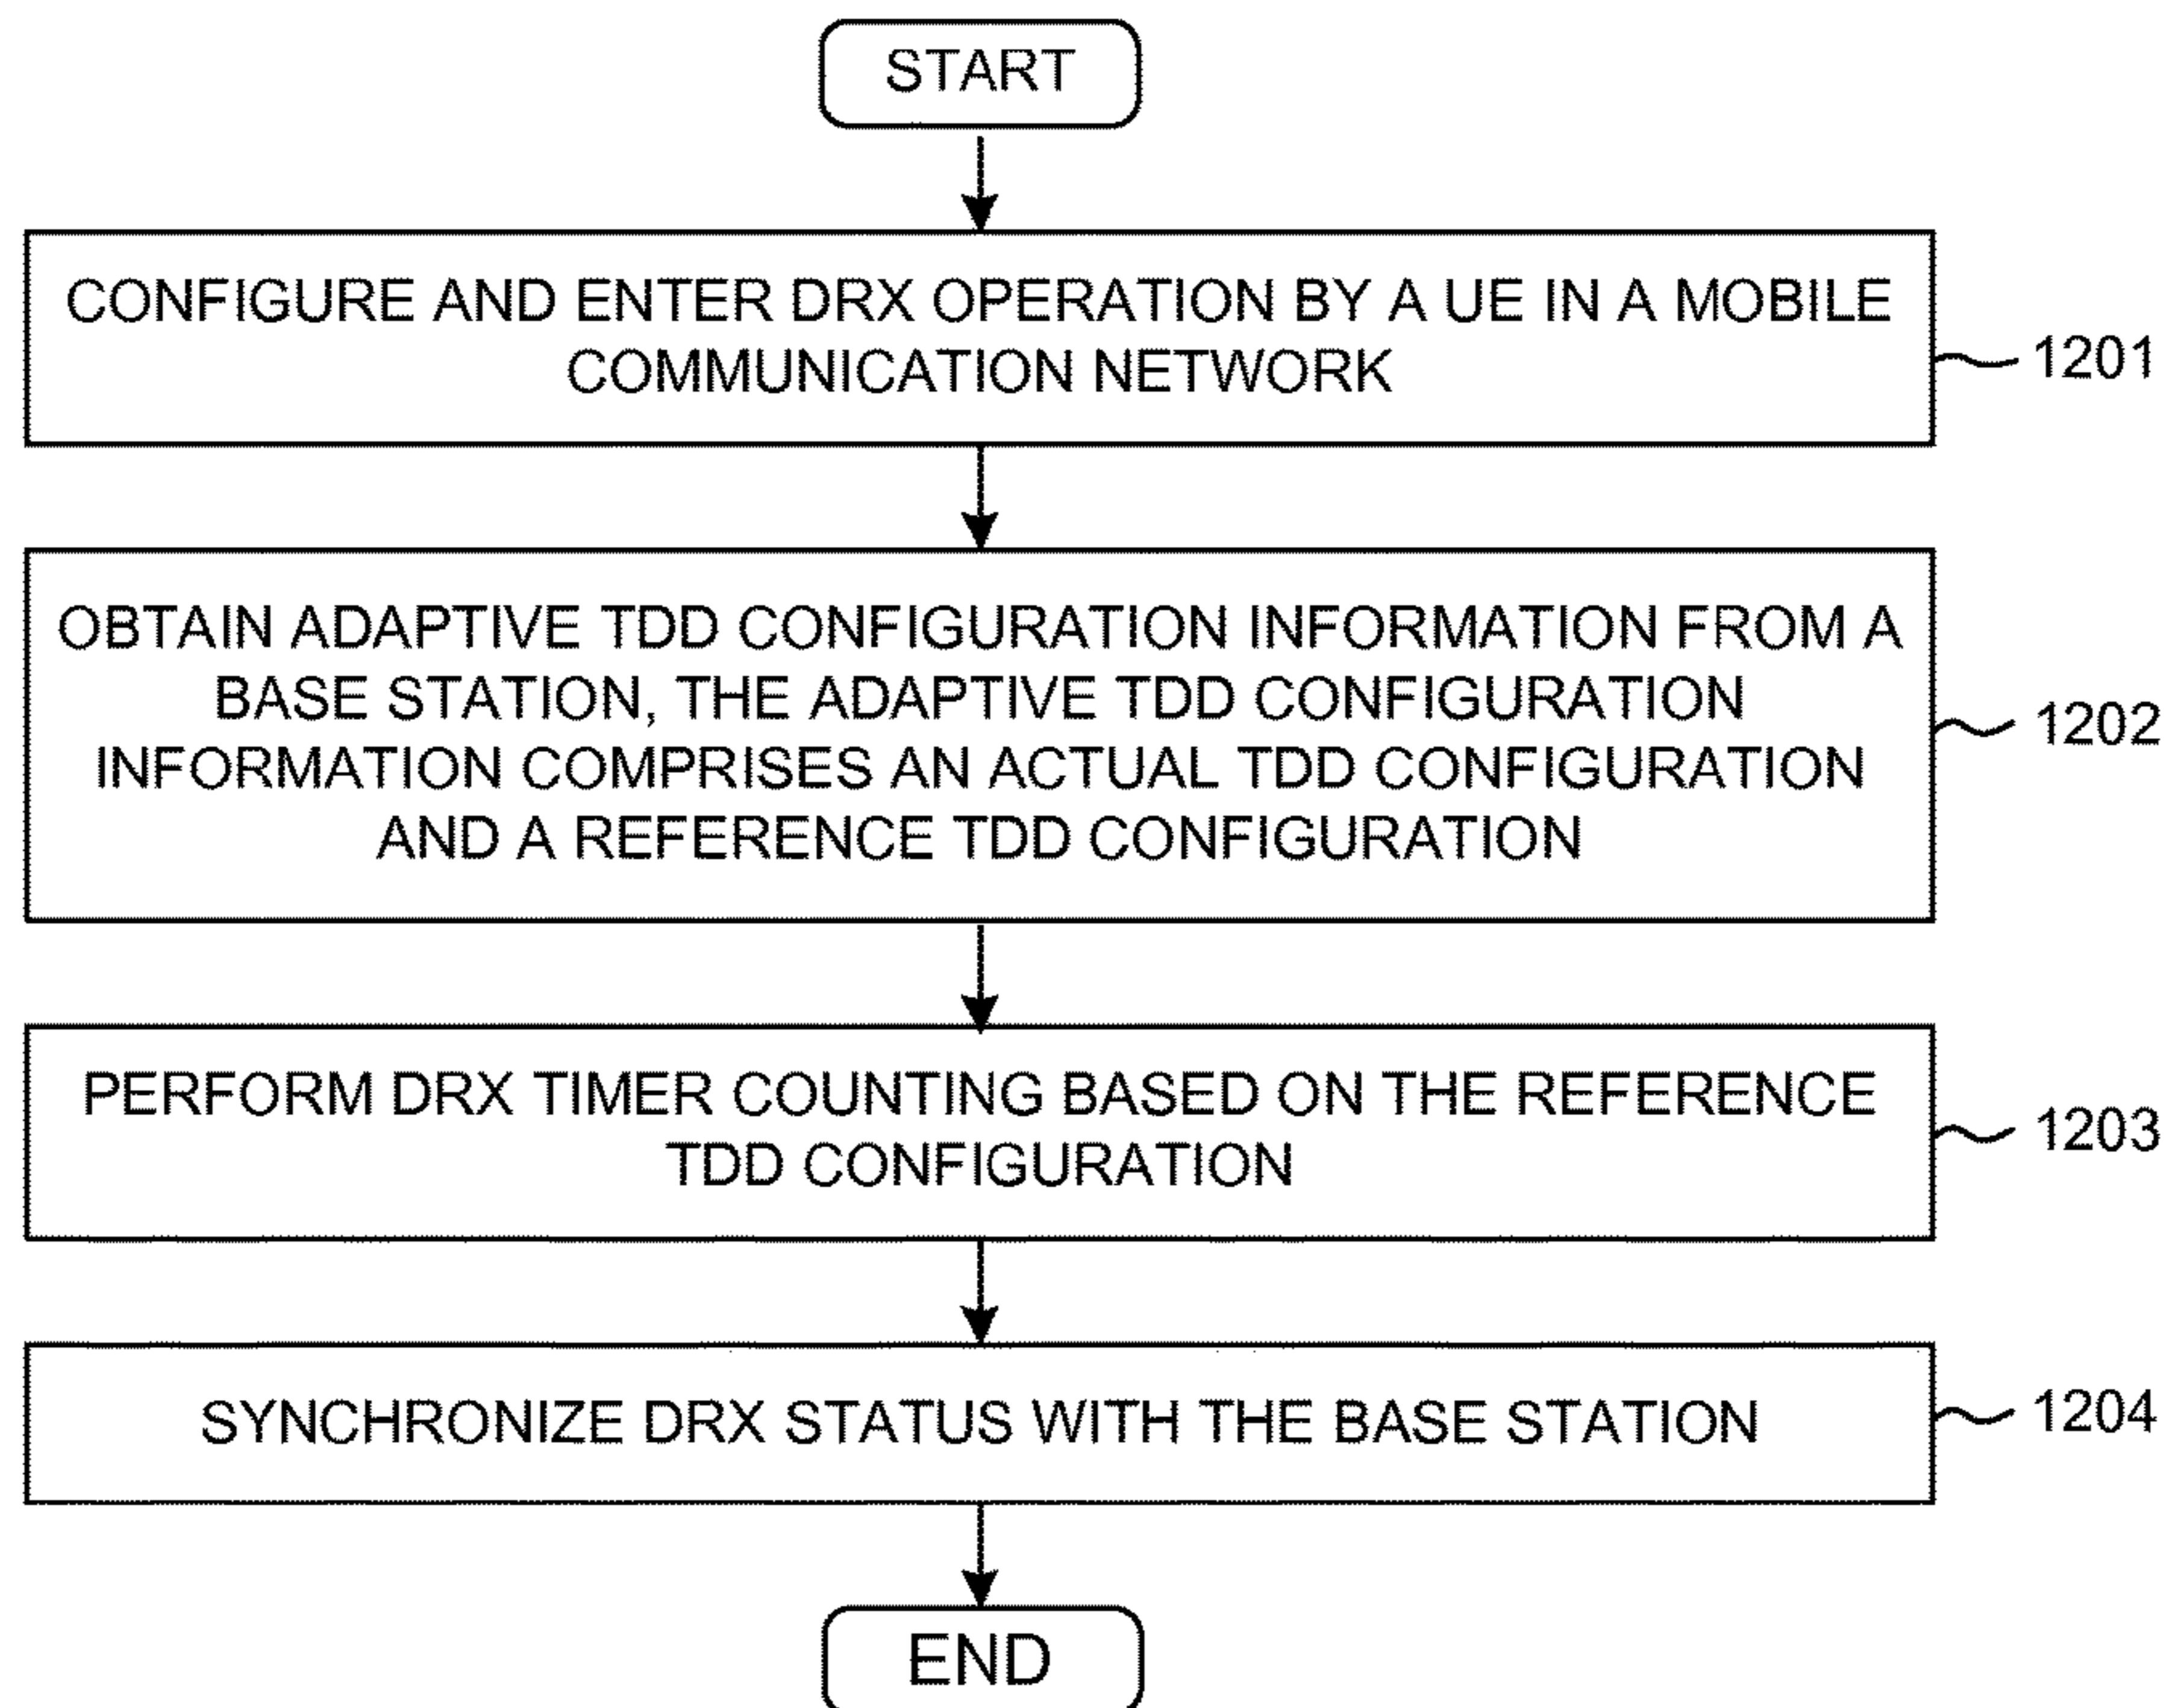 START
CONFIGURE AND ENTER DRX OPERATION BY A UE IN A MOBILE
COMMUNICATION NETWORK
1201
OBTAIN ADAPTIVE TDD CONFIGURATION INFORMATION FROM A
BASE STATION, THE ADAPTIVE TDD CONFIGURATION
INFORMATION COMPRISES AN ACTUAL TDD CONFIGURATION
AND A REFERENCE TDD CONFIGURATION
1202
PERFORM DRX TIMER COUNTING BASED ON THE REFERENCE
TDD CONFIGURATION
1203
SYNCHRONIZE DRX STATUS WITH THE BASE STATION
1204
END